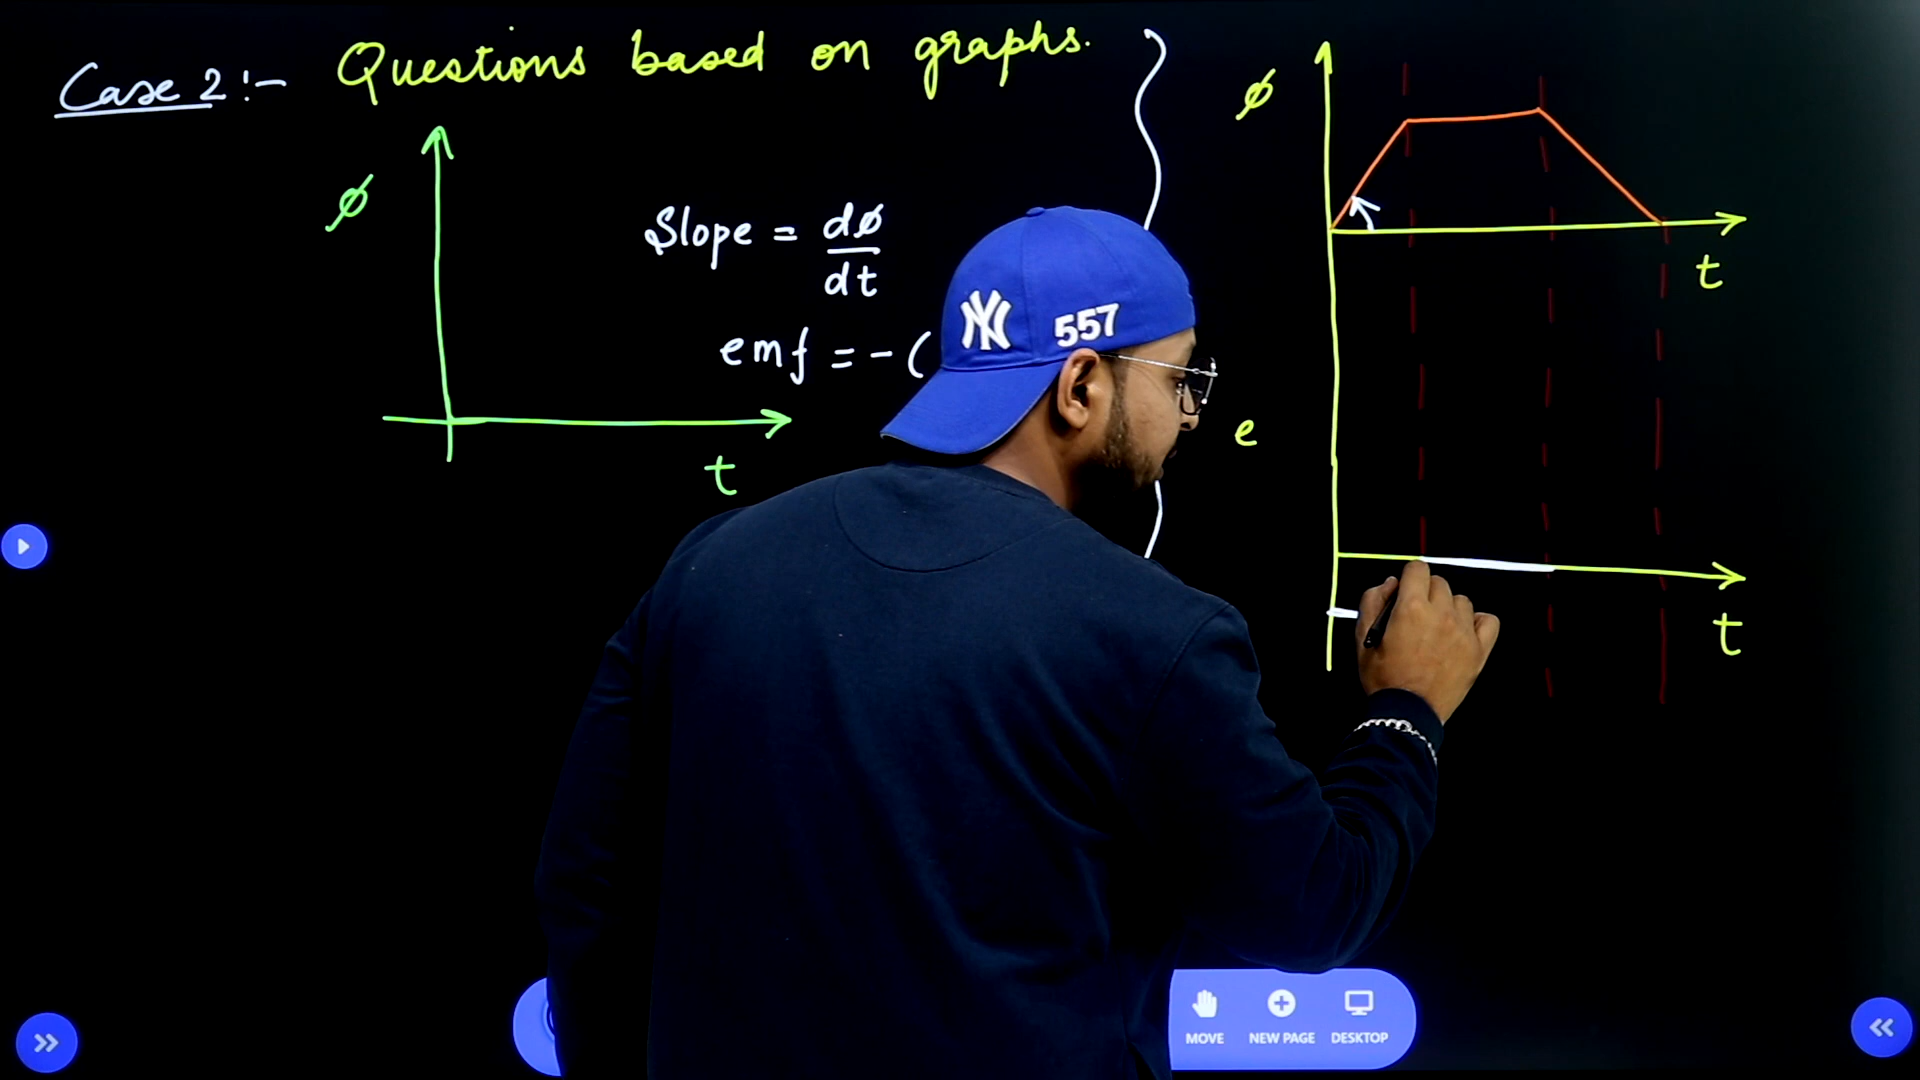 Case 2 :- Questions based on graphs.
ϕ
t
Slope = dϕ
dt
emf = - (
NY
557
ϕ
t
e
t
MOVE
NEW PAGE
DESKTOP